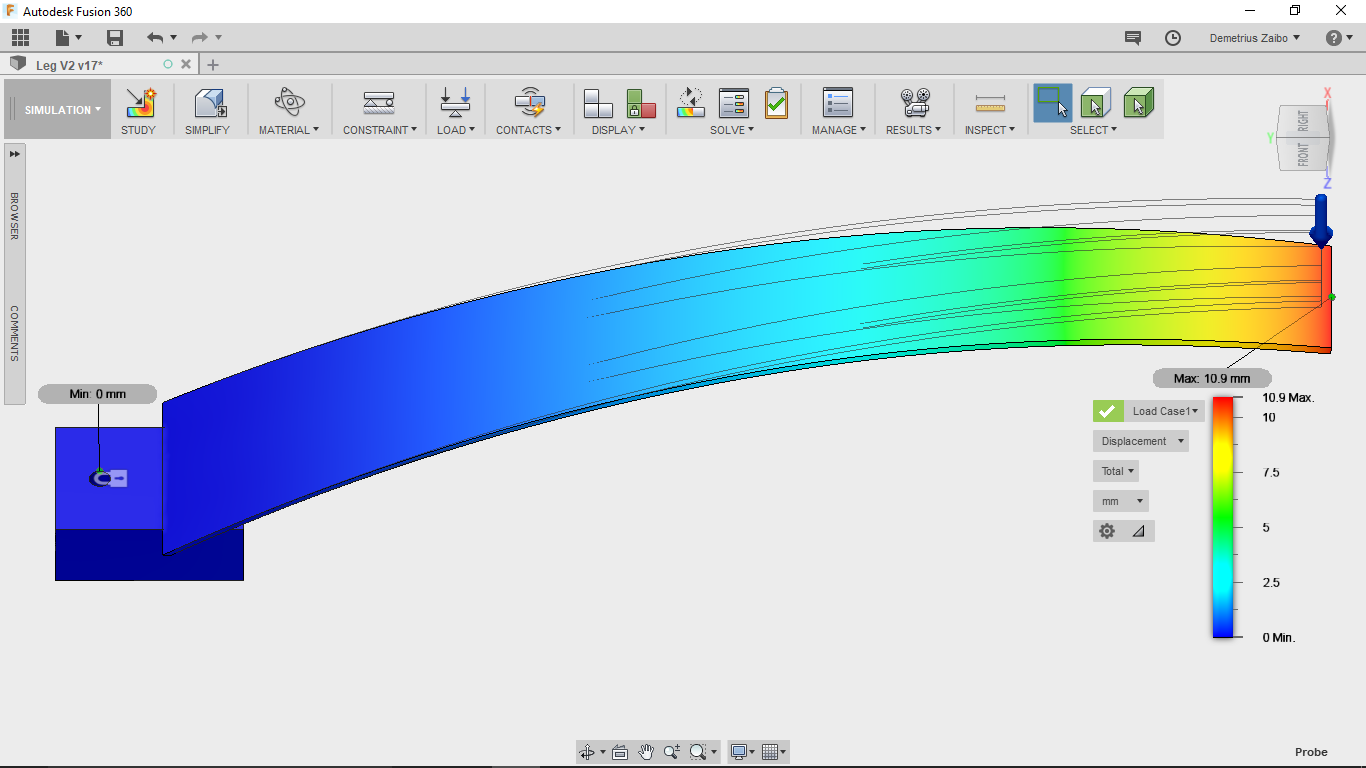 Autodesk Fusion 360
Demetrius Zaibo
Leg V2 v17*
SIMULATION
STUDY
SIMPLIFY
MATERIAL
CONSTRAINT
LOAD
CONTACTS
DISPLAY
SOLVE
MANAGE
RESULTS
INSPECT
SELECT
X
Y
Z
RIGHT
FRONT
BROWSER
COMMENTS
Min: 0 mm
Max: 10.9 mm
Load Case1
Displacement
Total
mm
10.9 Max.
10
7.5
5
2.5
0 Min.
Probe